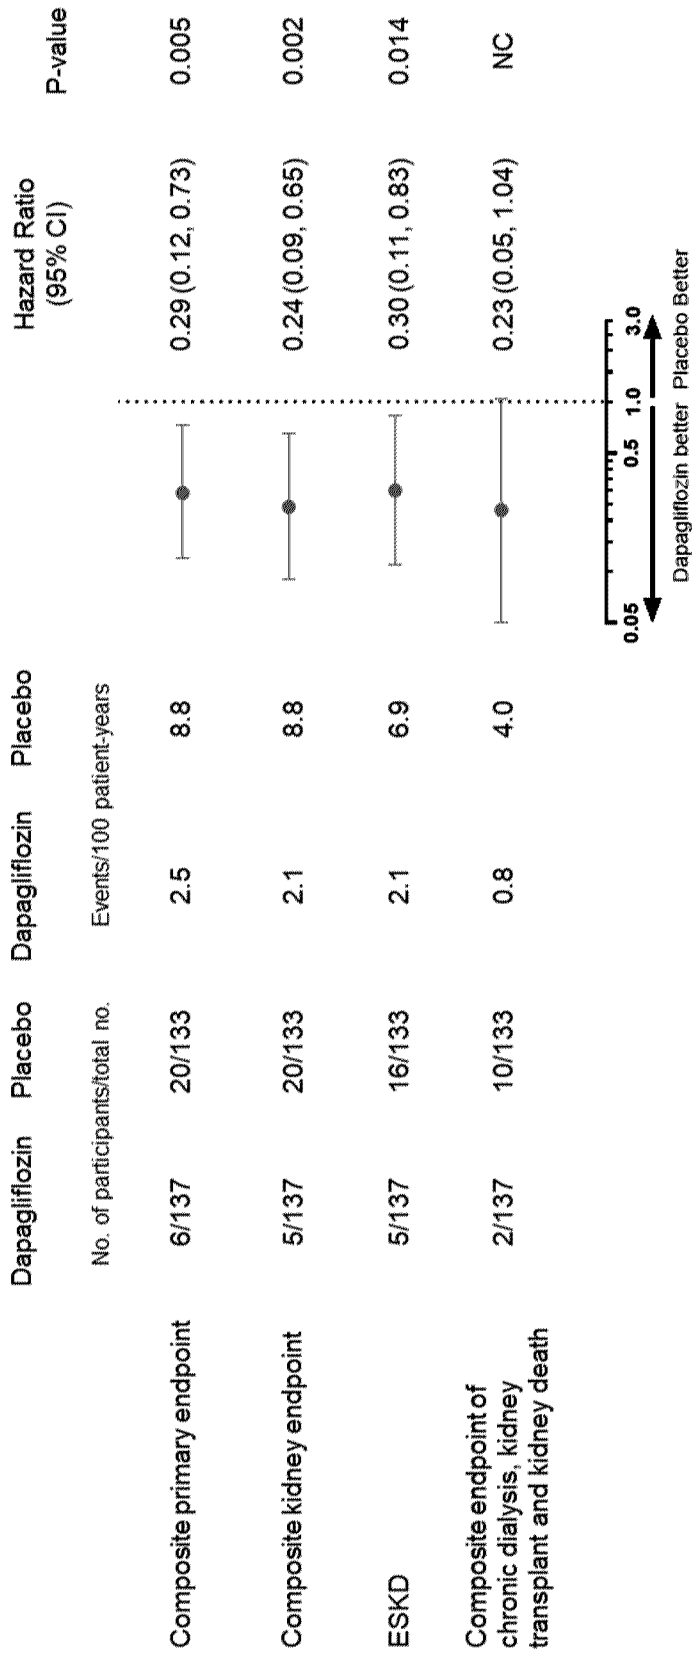 Dapagliflozin Placebo Dapagliflozin Placebo Hazard Ratio P-value
(95% CI)
No. of participants/total no. Events/100 patient-years
Composite primary endpoint 6/137 20/133 2.5 8.8 0.29 (0.12, 0.73) 0.005
Composite kidney endpoint 5/137 20/133 2.1 8.8 0.24 (0.09, 0.65) 0.002
ESKD 5/137 16/133 2.1 6.9 0.30 (0.11, 0.83) 0.014
Composite endpoint of
chronic dialysis, kidney 2/137 10/133 0.8 4.0 0.23 (0.05, 1.04) NC
transplant and kidney death
0.05 0.5 1.0 3.0
Dapagliflozin better Placebo Better